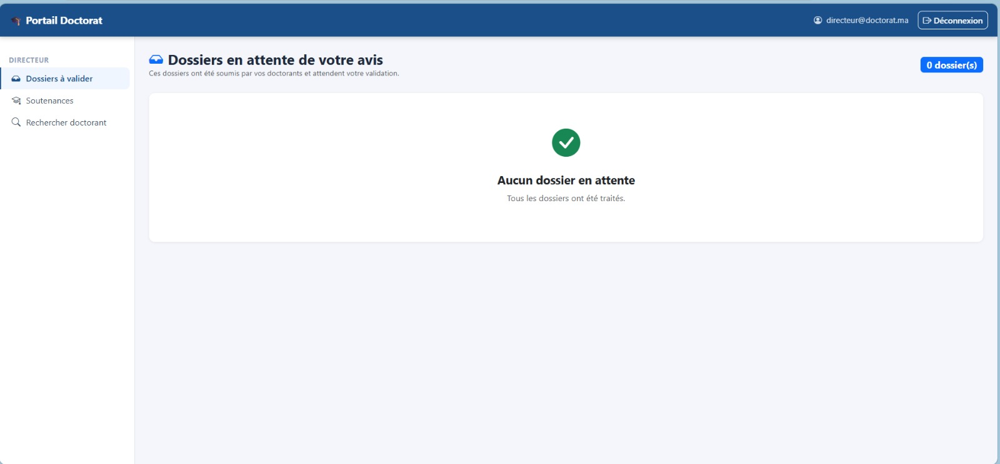 Portail Doctorat
directeur@doctorat.ma
Déconnexion
DIRECTEUR
Dossiers à valider
Soutenances
Rechercher doctorant
Dossiers en attente de votre avis
Ces dossiers ont été soumis par vos doctorants et attendent votre validation.
0 dossier(s)
Aucun dossier en attente
Tous les dossiers ont été traités.